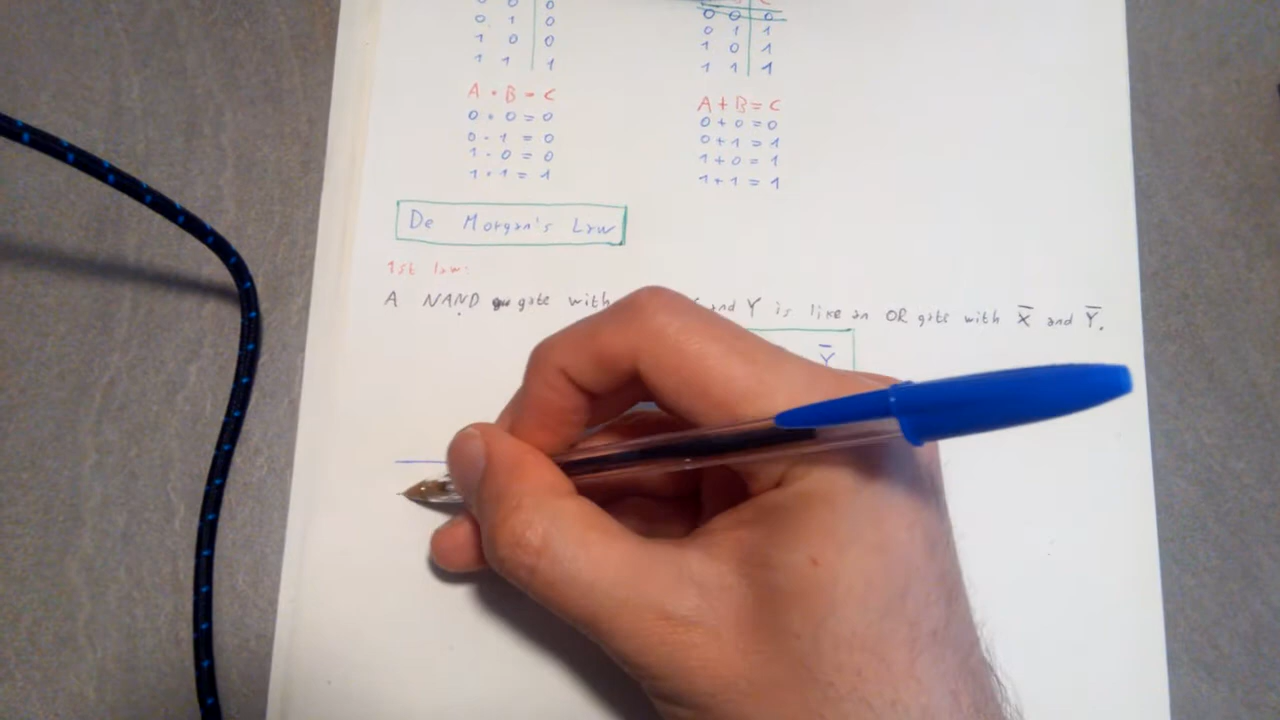 0 0 0
0 1 0
1 0 0
1 1 1
0 0 0
0 1 1
1 0 1
1 1 1
A · B = C
0 · 0 = 0
0 · 1 = 0
1 · 0 = 0
1 · 1 = 1
A + B = C
0 + 0 = 0
0 + 1 = 1
1 + 0 = 1
1 + 1 = 1
De Morgan's Law
1st law:
A NAND gate with and Y is like an OR gate with X̅ and Y̅.
Y̅